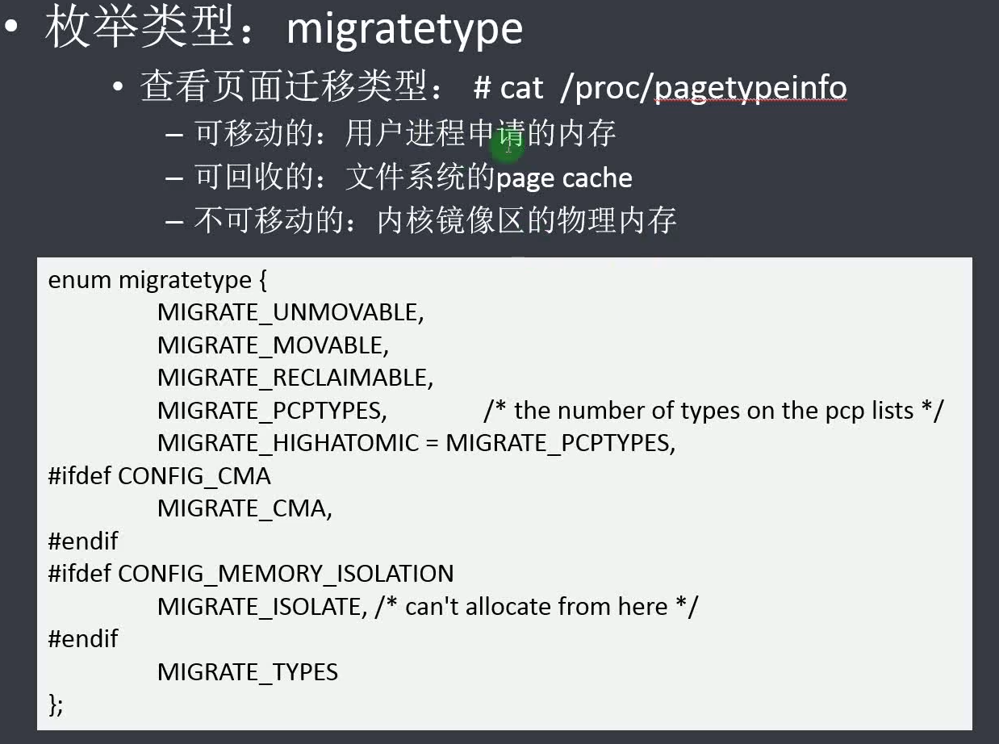 • 枚举类型：migratetype
• 查看页面迁移类型： # cat /proc/pagetypeinfo
– 可移动的：用户进程申请的内存
– 可回收的：文件系统的page cache
– 不可移动的：内核镜像区的物理内存
enum migratetype {
MIGRATE_UNMOVABLE,
MIGRATE_MOVABLE,
MIGRATE_RECLAIMABLE,
MIGRATE_PCPTYPES, /* the number of types on the pcp lists */
MIGRATE_HIGHATOMIC = MIGRATE_PCPTYPES,
#ifdef CONFIG_CMA
MIGRATE_CMA,
#endif
#ifdef CONFIG_MEMORY_ISOLATION
MIGRATE_ISOLATE, /* can't allocate from here */
#endif
MIGRATE_TYPES
};